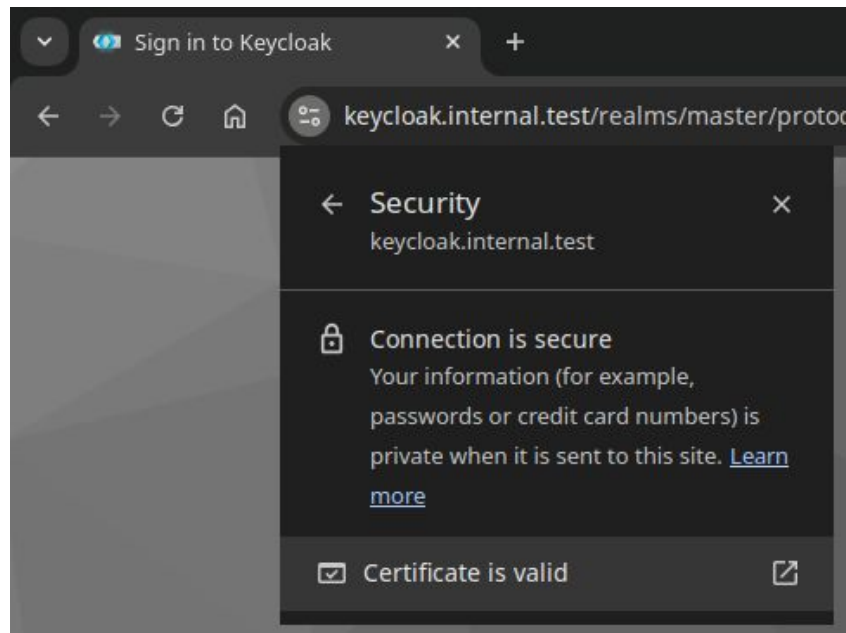 Sign in to Keycloak
keycloak.internal.test/realms/master/protoc
Security
keycloak.internal.test
Connection is secure
Your information (for example,
passwords or credit card numbers) is
private when it is sent to this site. Learn
more
Certificate is valid